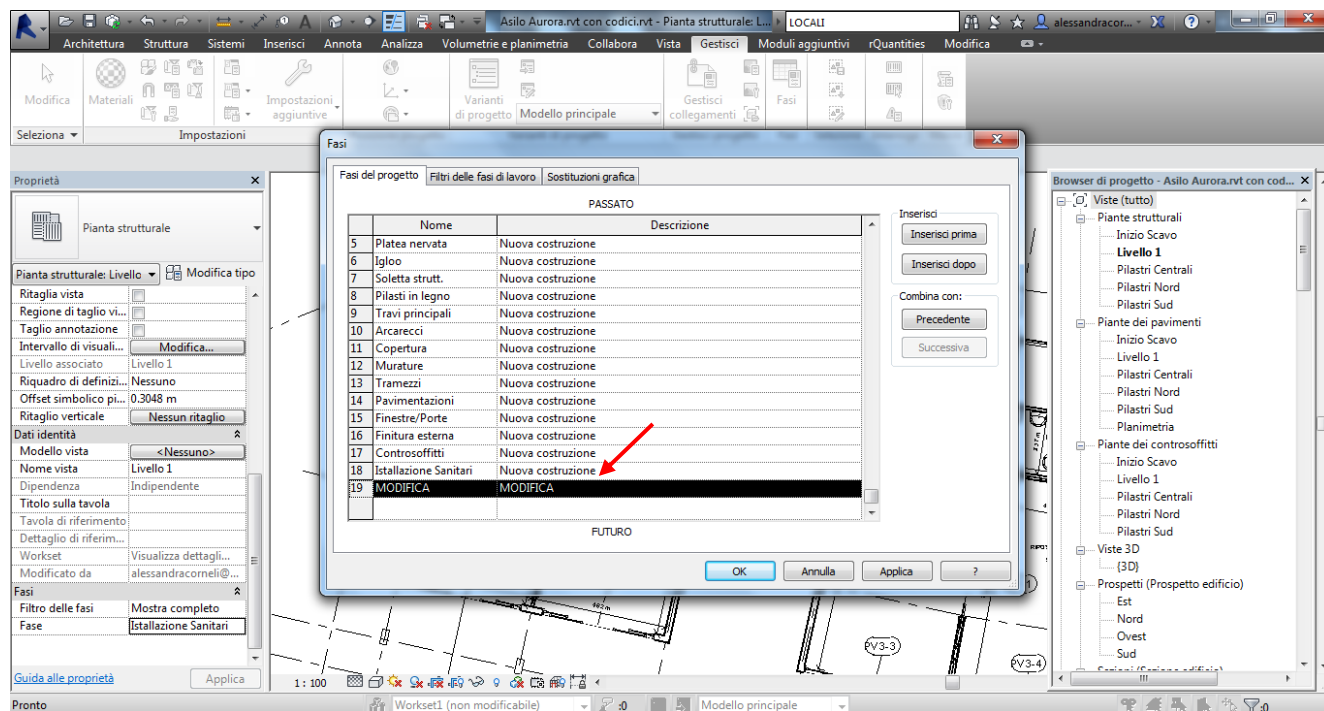 Asilo Aurora.rvt con codici.rvt - Pianta strutturale: L...
LOCALI
alessandracor...
Architettura Struttura Sistemi Inserisci Annota Analizza Volumetrie e planimetria Collabora Vista Gestisci Moduli aggiuntivi rQuantities Modifica
Modifica
Materiali
Impostazioni
aggiuntive
Varianti
di progetto
Modello principale
Gestisci
collegamenti
Fasi
Seleziona
Impostazioni
Proprietà
Pianta strutturale
Pianta strutturale: Live Modifica tipo
Ritaglia vista
Regione di taglio vi...
Taglio annotazione
Intervallo di visuali... Modifica...
Livello associato Livello 1
Riquadro di definizi... Nessuno
Offset simbolico pi... 0.3048 m
Ritaglio verticale Nessun ritaglio
Dati identità
Modello vista <Nessuno>
Nome vista Livello 1
Dipendenza Indipendente
Titolo sulla tavola
Tavola di riferimento
Dettaglio di riferim...
Workset Visualizza dettagli...
Modificato da alessandracorneli@...
Fasi
Filtro delle fasi Mostra completo
Fase Istallazione Sanitari
Guida alle proprietà Applica
Fasi
Fasi del progetto Filtri delle fasi di lavoro Sostituzioni grafica
PASSATO
Nome Descrizione
5 Platea nervata Nuova costruzione
6 Igloo Nuova costruzione
7 Soletta strutt. Nuova costruzione
8 Pilasti in legno Nuova costruzione
9 Travi principali Nuova costruzione
10 Arcarecci Nuova costruzione
11 Copertura Nuova costruzione
12 Murature Nuova costruzione
13 Tramezzi Nuova costruzione
14 Pavimentazioni Nuova costruzione
15 Finestre/Porte Nuova costruzione
16 Finitura esterna Nuova costruzione
17 Controsoffitti Nuova costruzione
18 Istallazione Sanitari Nuova costruzione
19 MODIFICA MODIFICA
FUTURO
Inserisci
Inserisci prima
Inserisci dopo
Combina con:
Precedente
Successiva
OK Annulla Applica ?
PV3-3
PV3-4
Browser di progetto - Asilo Aurora.rvt con cod...
Viste (tutto)
Piante strutturali
Inizio Scavo
Livello 1
Pilastri Centrali
Pilastri Nord
Pilastri Sud
Piante dei pavimenti
Inizio Scavo
Livello 1
Pilastri Centrali
Pilastri Nord
Pilastri Sud
Planimetria
Piante dei controsoffitti
Inizio Scavo
Livello 1
Pilastri Centrali
Pilastri Nord
Pilastri Sud
Viste 3D
{3D}
Prospetti (Prospetto edificio)
Est
Nord
Ovest
Sud
1 : 100
Pronto
Workset1 (non modificabile)
:0
Modello principale
:0